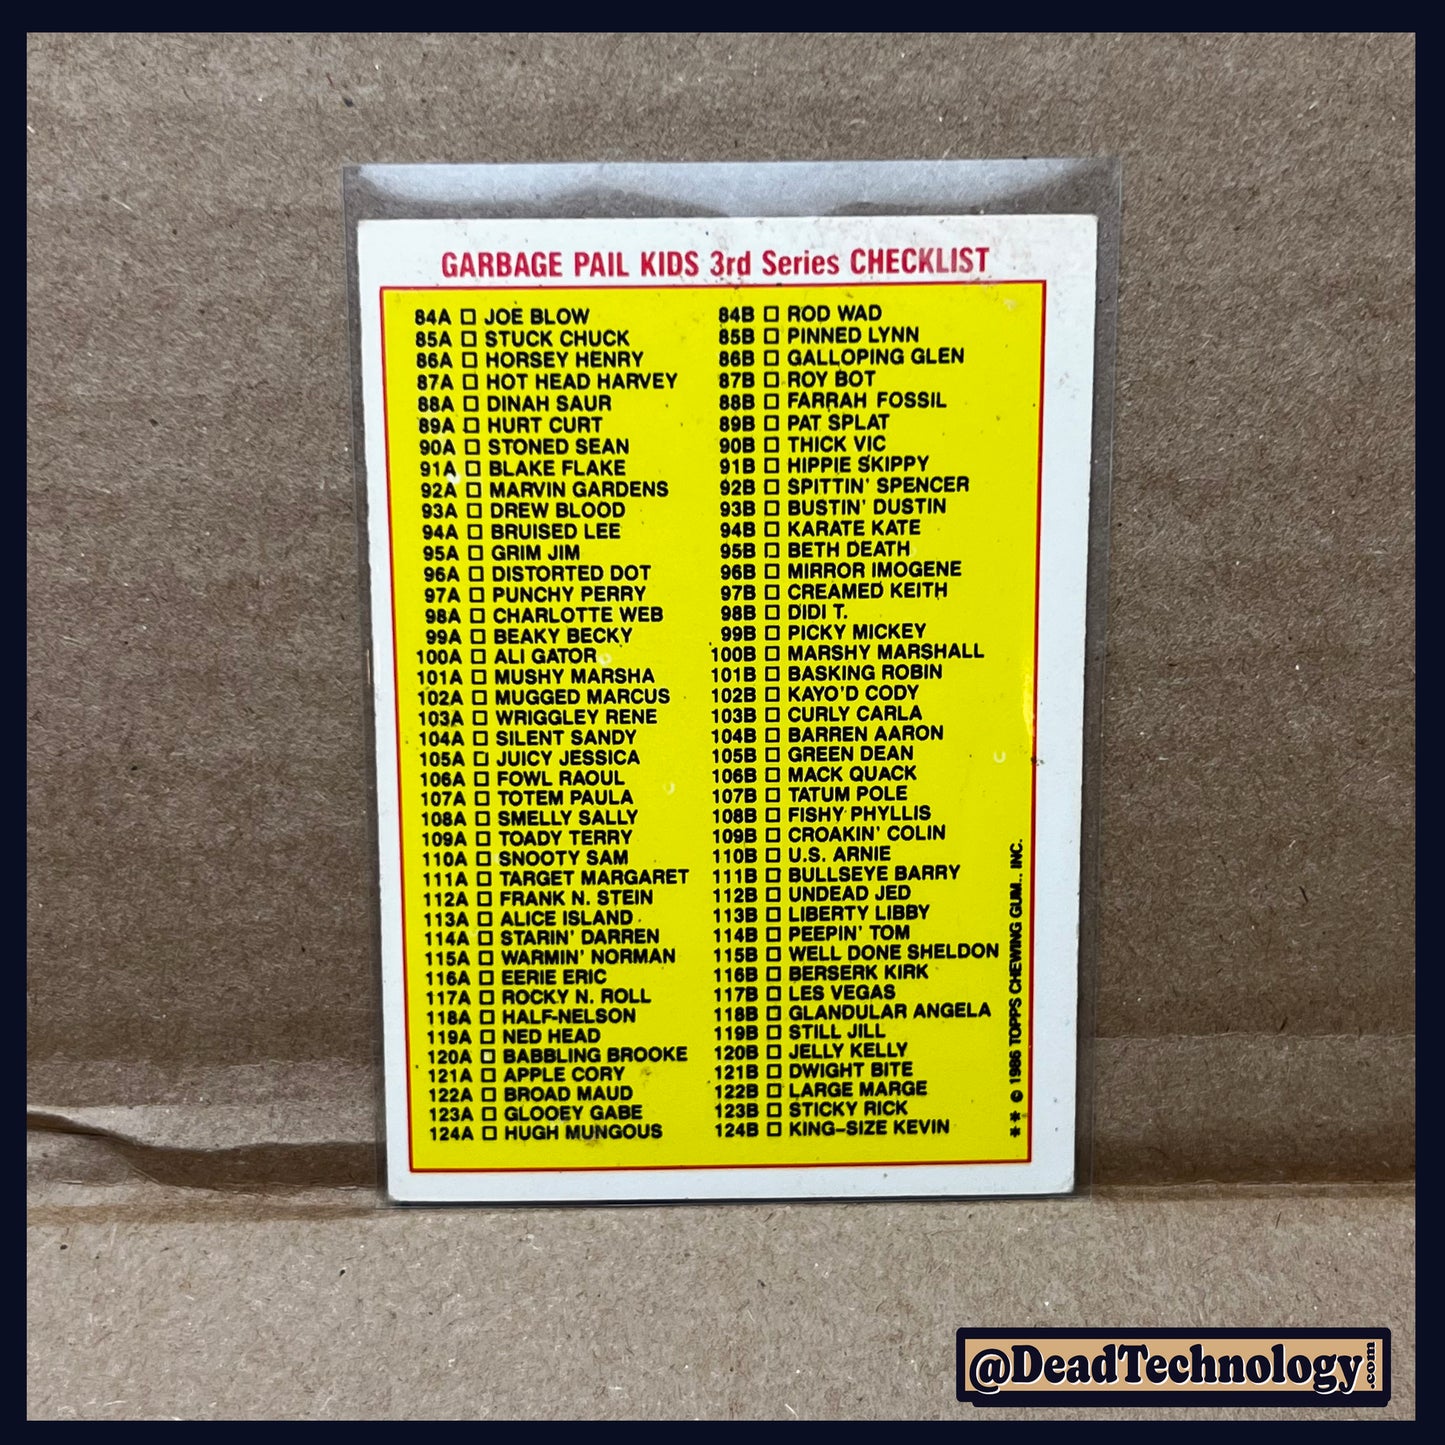 GARBAGE PAIL KIDS 3rd Series CHECKLIST
84A □ JOE BLOW 84B □ ROD WAD
85A □ STUCK CHUCK 85B □ PINNED LYNN
86A □ HORSEY HENRY 86B □ GALLOPING GLEN
87A □ HOT HEAD HARVEY 87B □ ROY BOT
88A □ DINAH SAUR 88B □ FARRAH FOSSIL
89A □ HURT CURT 89B □ PAT SPLAT
90A □ STONED SEAN 90B □ THICK VIC
91A □ BLAKE FLAKE 91B □ HIPPIE SKIPPY
92A □ MARVIN GARDENS 92B □ SPITTIN' SPENCER
93A □ DREW BLOOD 93B □ BUSTIN' DUSTIN
94A □ BRUISED LEE 94B □ KARATE KATE
95A □ GRIM JIM 95B □ BETH DEATH
96A □ DISTORTED DOT 96B □ MIRROR IMOGENE
97A □ PUNCHY PERRY 97B □ CREAMED KEITH
98A □ CHARLOTTE WEB 98B □ DIDI T.
99A □ BEAKY BECKY 99B □ PICKY MICKEY
100A □ ALI GATOR 100B □ MARSHY MARSHALL
101A □ MUSHY MARSHA 101B □ BASKING ROBIN
102A □ MUGGED MARCUS 102B □ KAYO'D CODY
103A □ WRIGGLEY RENE 103B □ CURLY CARLA
104A □ SILENT SANDY 104B □ BARREN AARON
105A □ JUICY JESSICA 105B □ GREEN DEAN
106A □ FOWL RAOUL 106B □ MACK QUACK
107A □ TOTEM PAULA 107B □ TATUM POLE
108A □ SMELLY SALLY 108B □ FISHY PHYLLIS
109A □ TOADY TERRY 109B □ CROAKIN' COLIN
110A □ SNOOTY SAM 110B □ U.S. ARNIE
111A □ TARGET MARGARET 111B □ BULLSEYE BARRY
112A □ FRANK N. STEIN 112B □ UNDEAD JED
113A □ ALICE ISLAND 113B □ LIBERTY LIBBY
114A □ STARIN' DARREN 114B □ PEEPIN' TOM
115A □ WARMIN' NORMAN 115B □ WELL DONE SHELDON
116A □ EERIE ERIC 116B □ BERSERK KIRK
117A □ ROCKY N. ROLL 117B □ LES VEGAS
118A □ HALF-NELSON 118B □ GLANDULAR ANGELA
119A □ NED HEAD 119B □ STILL JILL
120A □ BABBLING BROOKE 120B □ JELLY KELLY
121A □ APPLE CORY 121B □ DWIGHT BITE
122A □ BROAD MAUD 122B □ LARGE MARGE
123A □ GLOOEY GABE 123B □ STICKY RICK
124A □ HUGH MUNGOUS 124B □ KING-SIZE KEVIN
** © 1986 TOPPS CHEWING GUM., INC.
@DeadTechnology.com